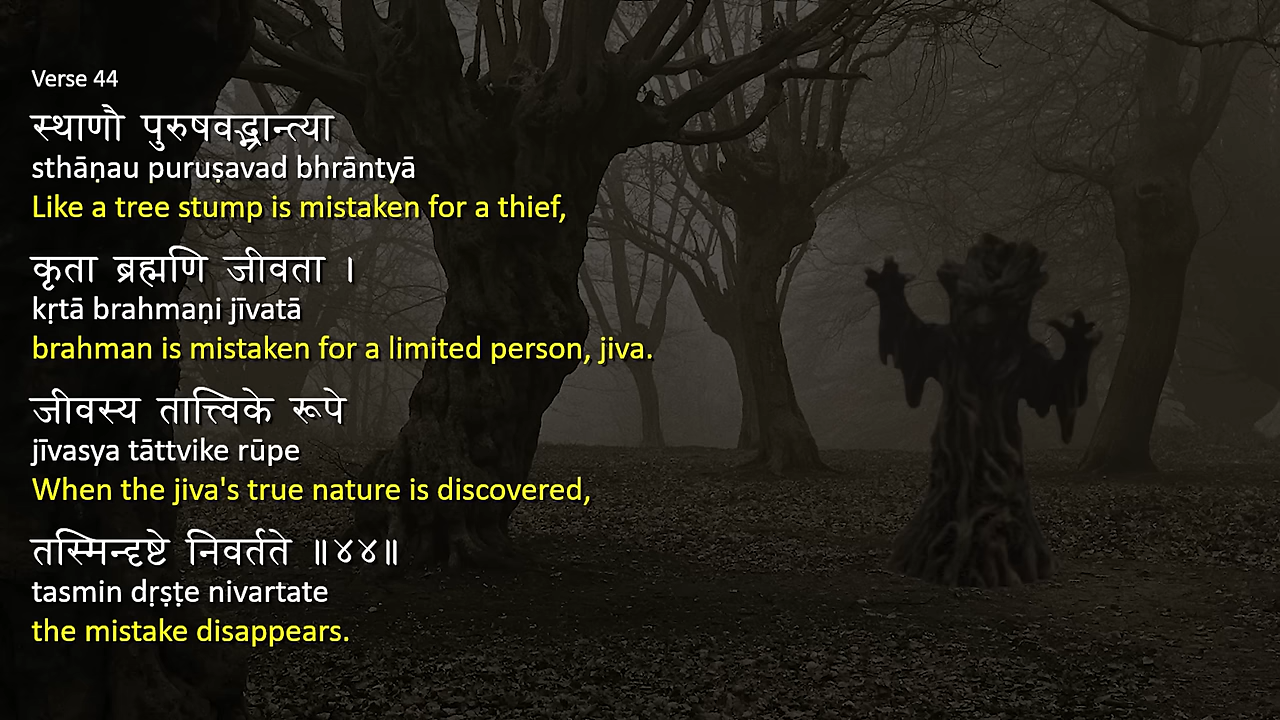 Verse 44
स्थाणौ पुरुषवद्भ्रान्त्या
sthāṇau puruṣavad bhrāntyā
Like a tree stump is mistaken for a thief,
कृता ब्रह्मणि जीवता ।
kṛtā brahmaṇi jīvatā
brahman is mistaken for a limited person, jiva.
जीवस्य तात्त्विके रूपे
jīvasya tāttvike rūpe
When the jiva's true nature is discovered,
तस्मिन्दृष्टे निवर्तते ॥४४॥
tasmin dṛṣṭe nivartate
the mistake disappears.